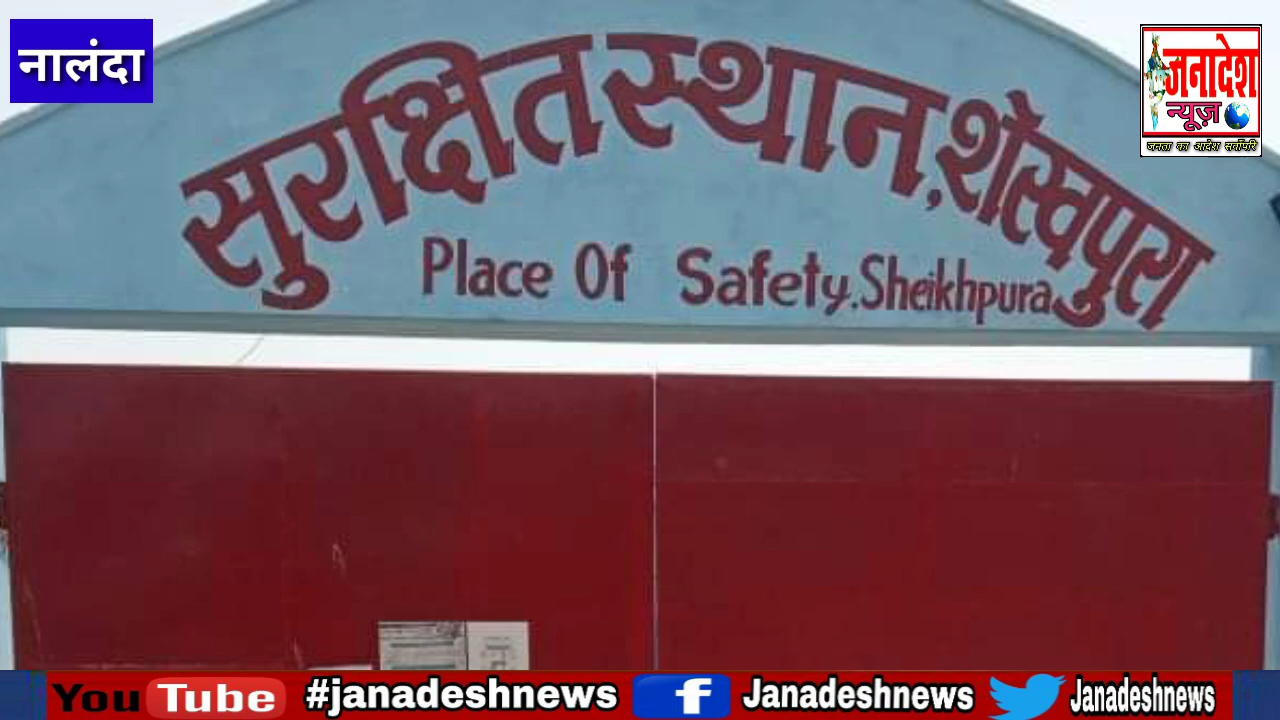 नालंदा
जनादेश
न्यूज़
जनता का आदेश सर्वोपरि
सुरक्षित स्थान, शेखपुरा
Place Of Safety. Sheikhpura
YouTube #janadeshnews f Janadeshnews Janadeshnews